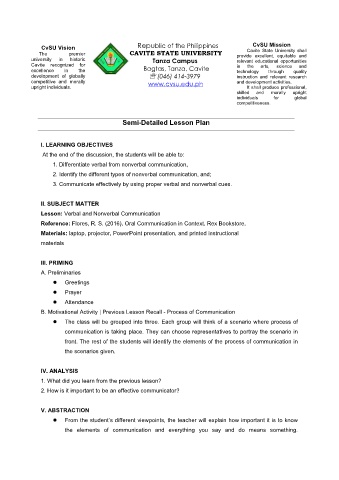 CvSU Vision
The premier
university in historic
Cavite recognized for
excellence in the
development of globally
competitive and morally
upright individuals.
Republic of the Philippines
CAVITE STATE UNIVERSITY
Tanza Campus
Bagtas, Tanza, Cavite
☏ (046) 414-3979
www.cvsu.edu.ph
CvSU Mission
Cavite State University shall
provide excellent, equitable and
relevant educational opportunities
in the arts, science and
technology through quality
instruction and relevant research
and development activities.
It shall produce professional,
skilled and morally upright
individuals for global
competitiveness.
Semi-Detailed Lesson Plan
I. LEARNING OBJECTIVES
At the end of the discussion, the students will be able to:
1. Differentiate verbal from nonverbal communication,
2. Identify the different types of nonverbal communication, and;
3. Communicate effectively by using proper verbal and nonverbal cues.
II. SUBJECT MATTER
Lesson: Verbal and Nonverbal Communication
Reference: Flores, R. S. (2016), Oral Communication in Context, Rex Bookstore,
Materials: laptop, projector, PowerPoint presentation, and printed instructional
materials
III. PRIMING
A. Preliminaries
● Greetings
● Prayer
● Attendance
B. Motivational Activity | Previous Lesson Recall - Process of Communication
● The class will be grouped into three. Each group will think of a scenario where process of
communication is taking place. They can choose representatives to portray the scenario in
front. The rest of the students will identify the elements of the process of communication in
the scenarios given.
IV. ANALYSIS
1. What did you learn from the previous lesson?
2. How is it important to be an effective communicator?
V. ABSTRACTION
● From the student's different viewpoints, the teacher will explain how important it is to know
the elements of communication and everything you say and do means something.